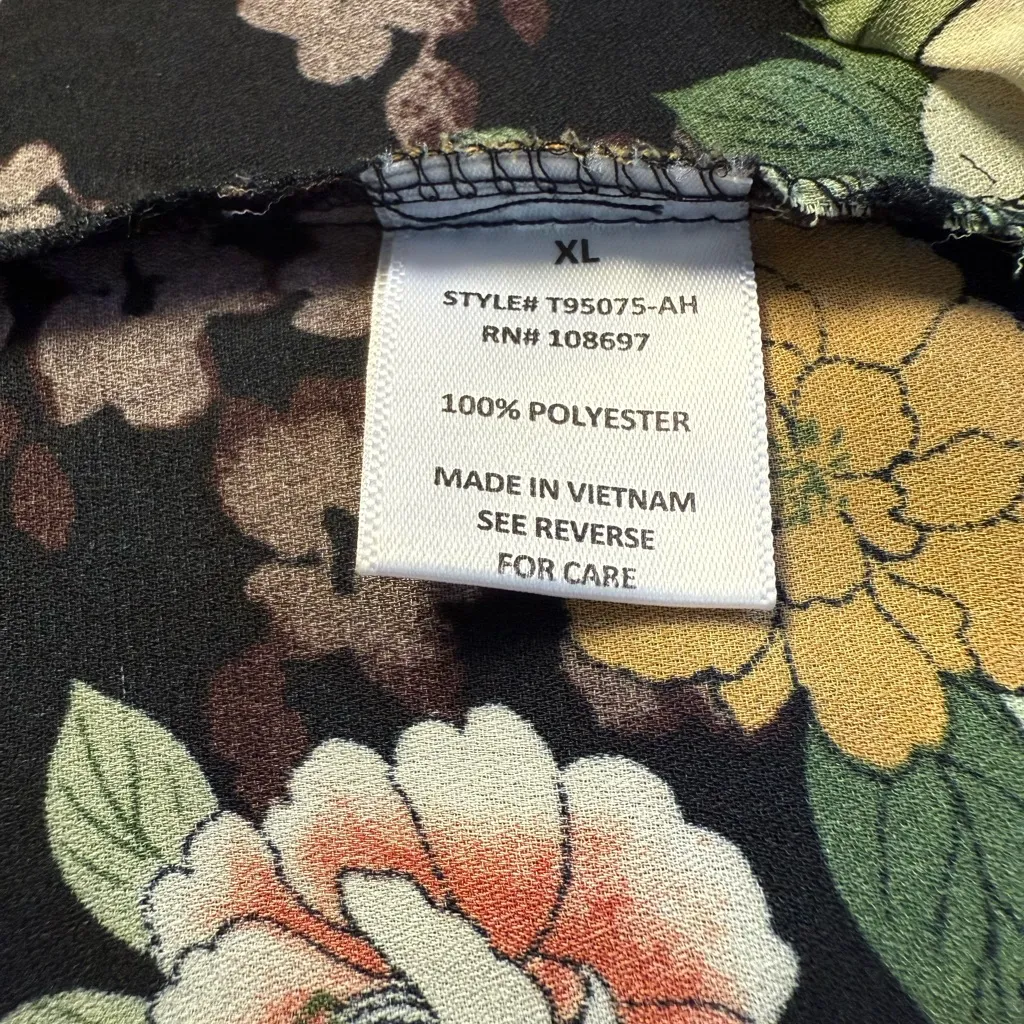 XL
STYLE# T95075-AH
RN# 108697
100% POLYESTER
MADE IN VIETNAM
SEE REVERSE
FOR CARE